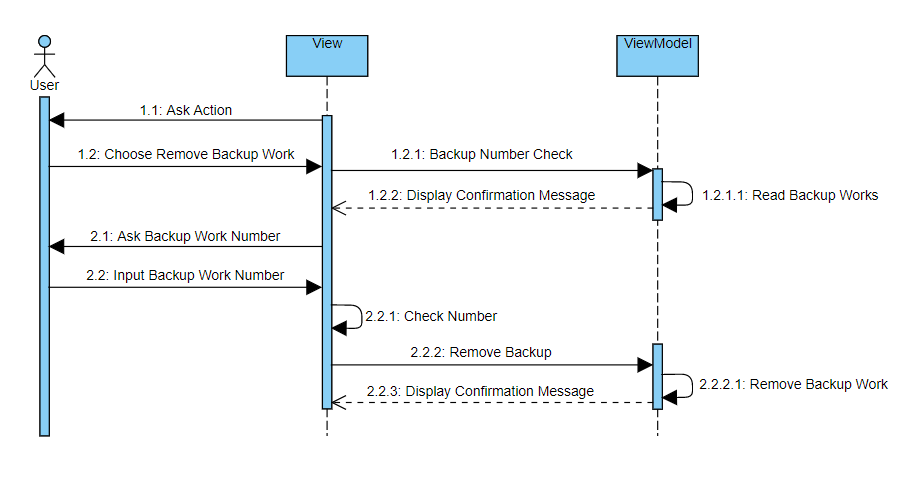 View
ViewModel
User
1.1: Ask Action
1.2: Choose Remove Backup Work
1.2.1: Backup Number Check
1.2.2: Display Confirmation Message
1.2.1.1: Read Backup Works
2.1: Ask Backup Work Number
2.2: Input Backup Work Number
2.2.1: Check Number
2.2.2: Remove Backup
2.2.2.1: Remove Backup Work
2.2.3: Display Confirmation Message